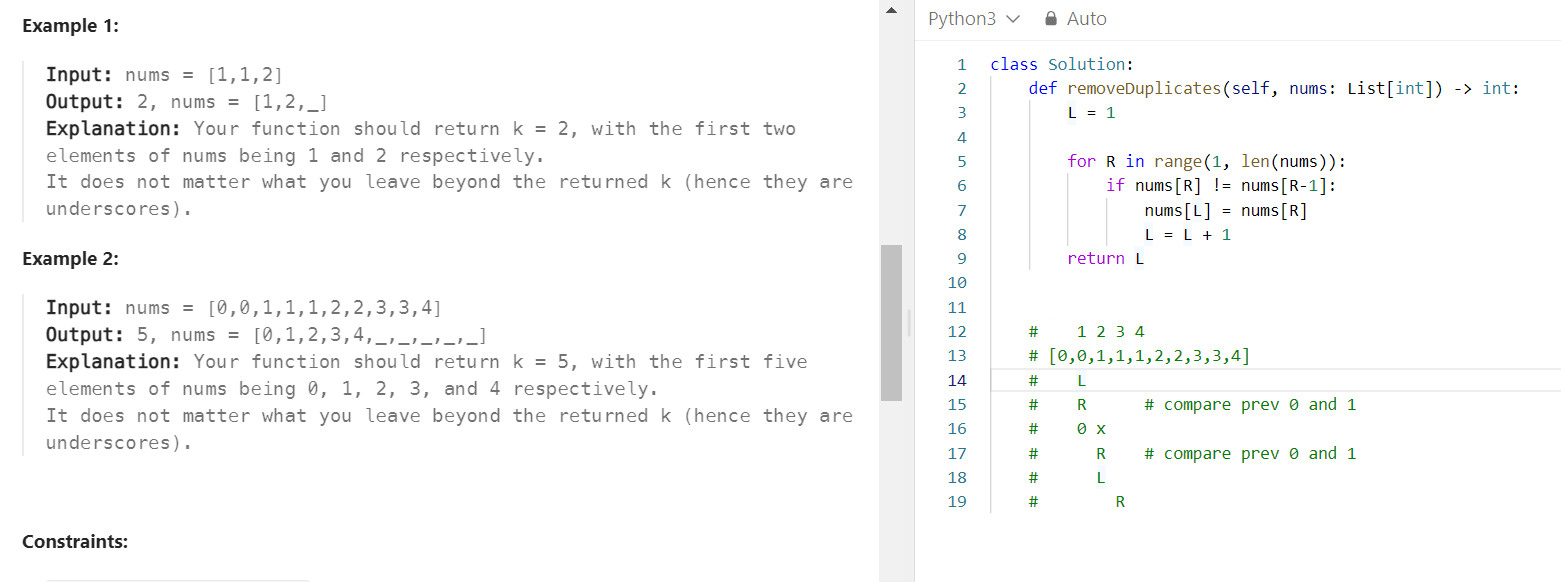 Example 1:
Input: nums = [1,1,2]
Output: 2, nums = [1,2,_]
Explanation: Your function should return k = 2, with the first two
elements of nums being 1 and 2 respectively.
It does not matter what you leave beyond the returned k (hence they are
underscores).
Example 2:
Input: nums = [0,0,1,1,1,2,2,3,3,4]
Output: 5, nums = [0,1,2,3,4,_,_,_,_,_]
Explanation: Your function should return k = 5, with the first five
elements of nums being 0, 1, 2, 3, and 4 respectively.
It does not matter what you leave beyond the returned k (hence they are
underscores).
Constraints:
Python3 Auto
1 class Solution:
2     def removeDuplicates(self, nums: List[int]) -> int:
3         L = 1
4
5         for R in range(1, len(nums)):
6             if nums[R] != nums[R-1]:
7                 nums[L] = nums[R]
8                 L = L + 1
9         return L
10
11
12     #    1 2 3 4
13     # [0,0,1,1,1,2,2,3,3,4]
14     #    L
15     #    R      # compare prev 0 and 1
16     #    0 x
17     #      R    # compare prev 0 and 1
18     #      L
19     #        R